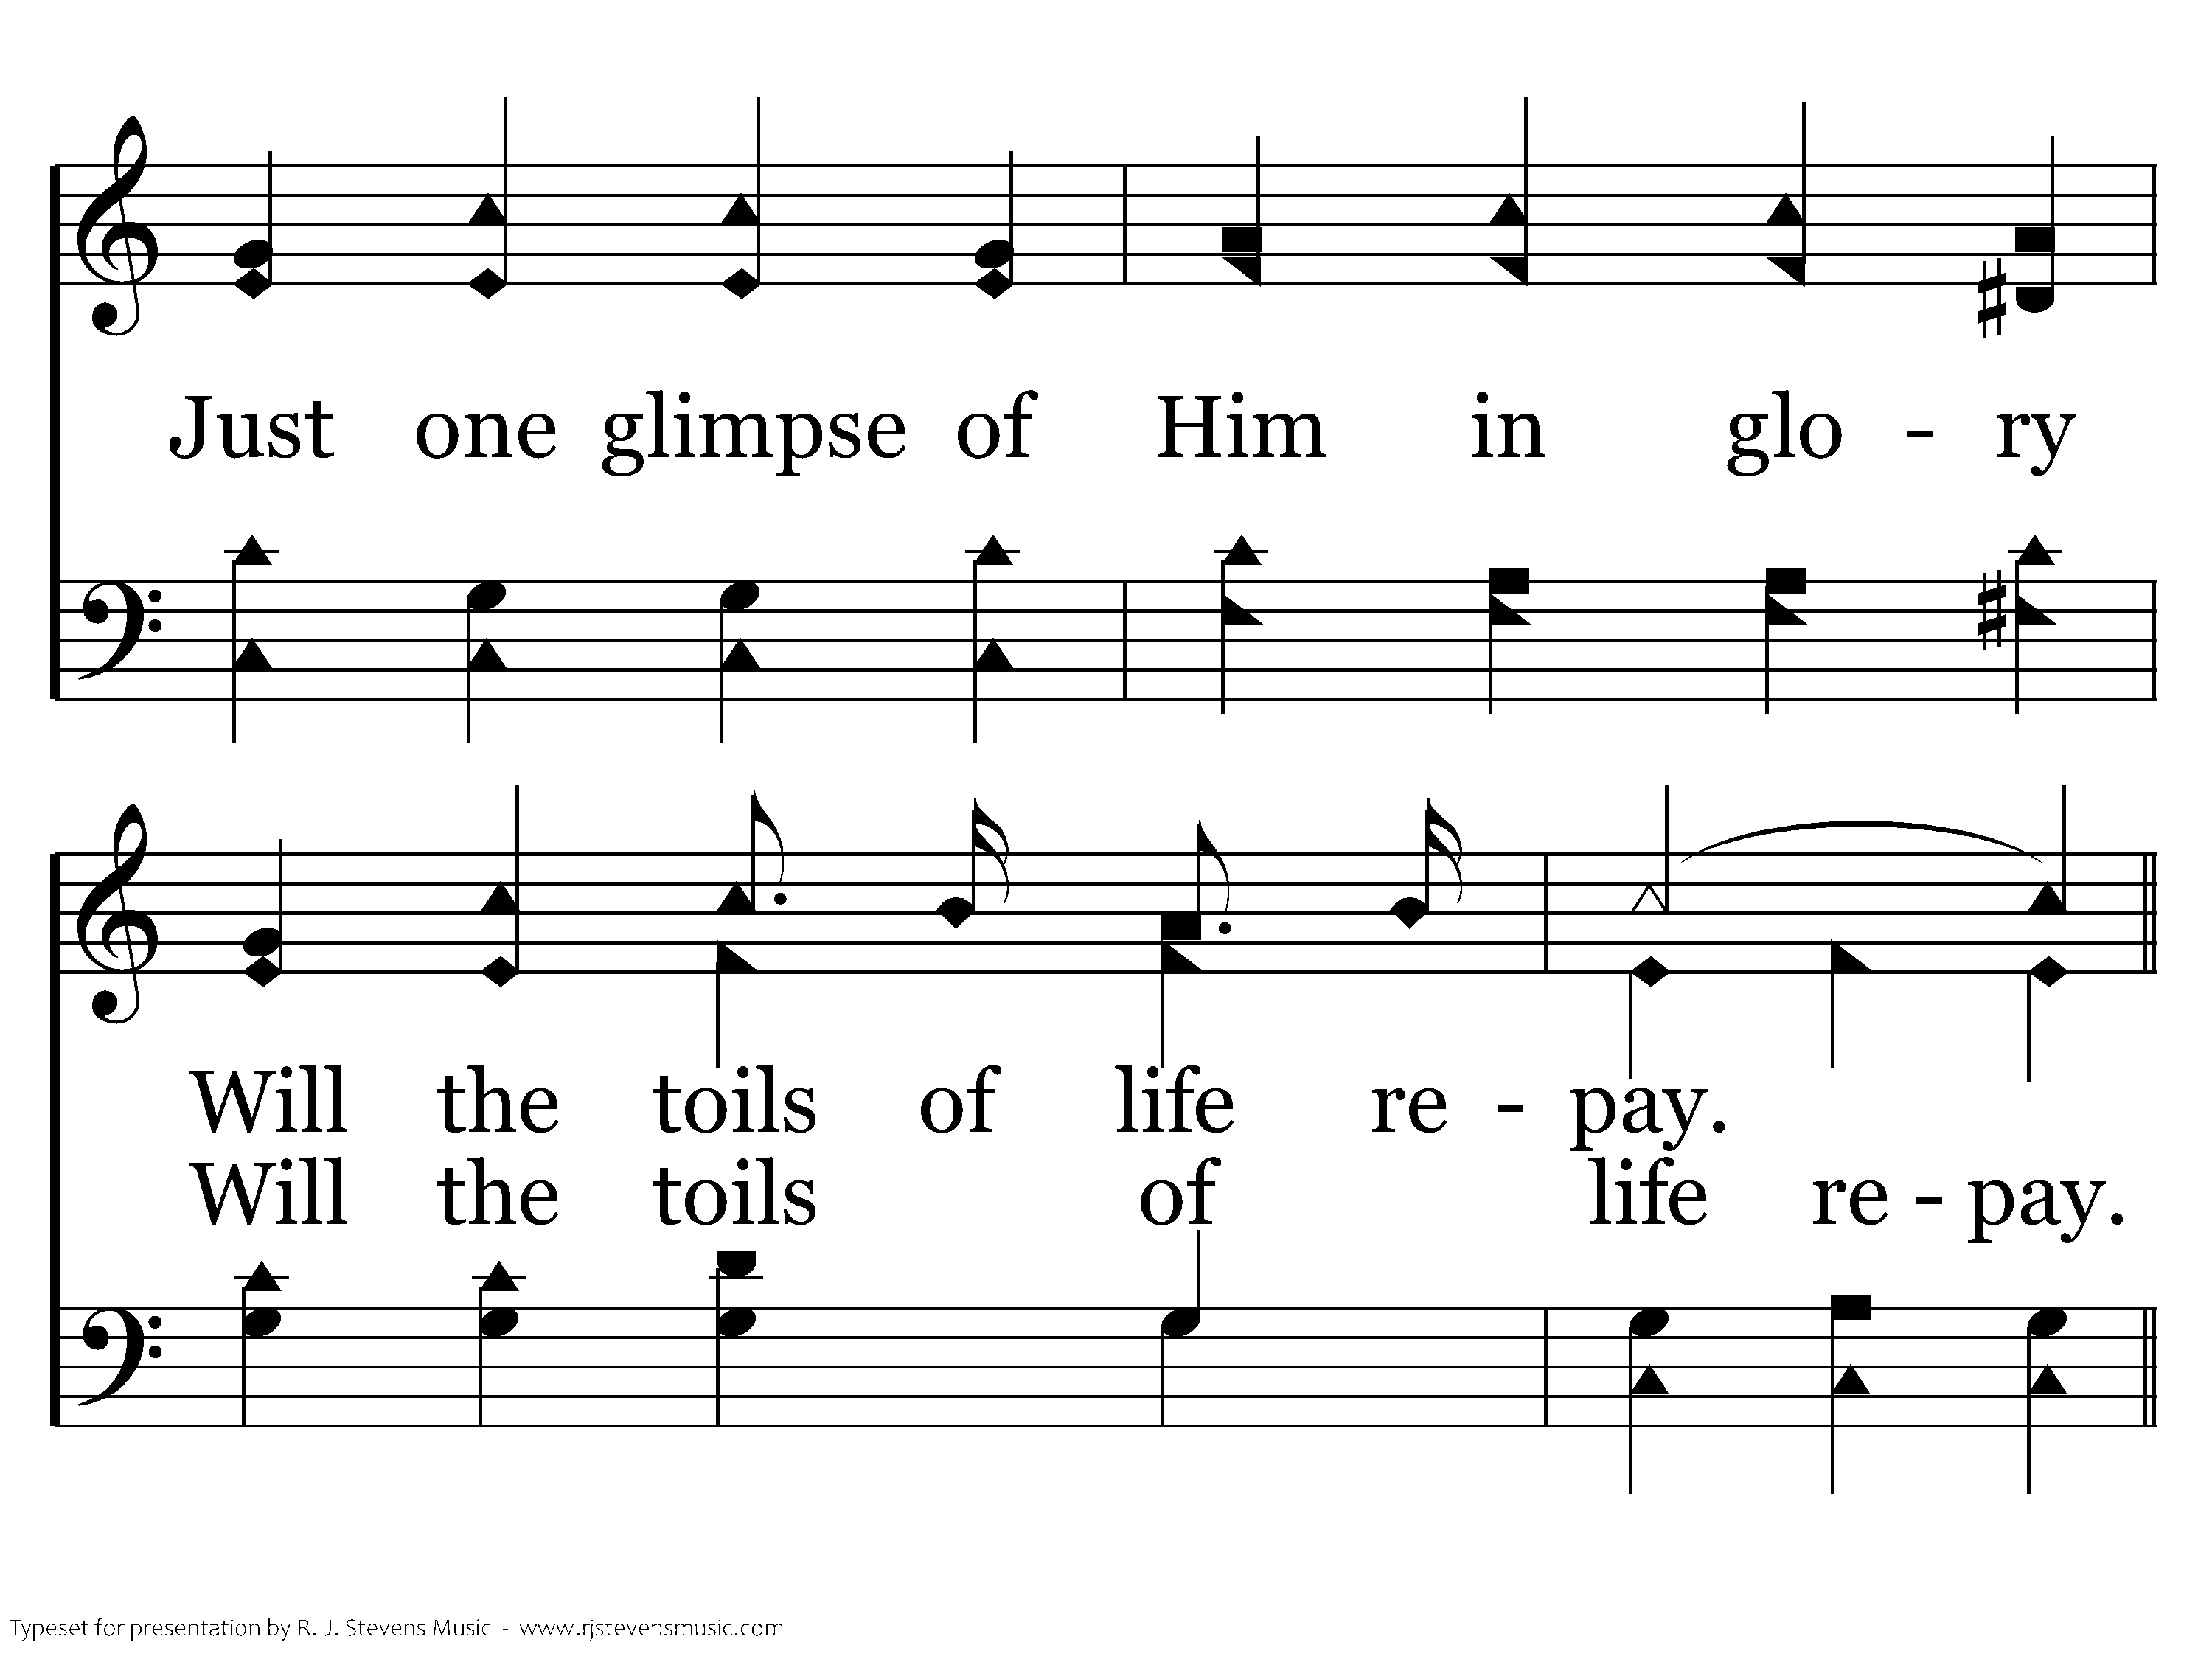 Just one glimpse of Him in glo - ry
Will the toils of life re - pay.
Will the toils of life re - pay.
Typeset for presentation by R. J. Stevens Music - www.rjstevensmusic.com